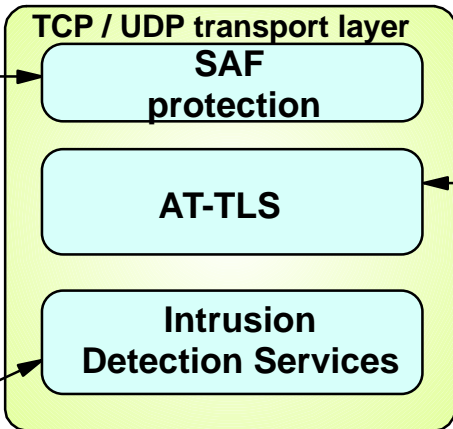 TCP / UDP transport layer
SAF
protection
AT-TLS
Intrusion
Detection Services